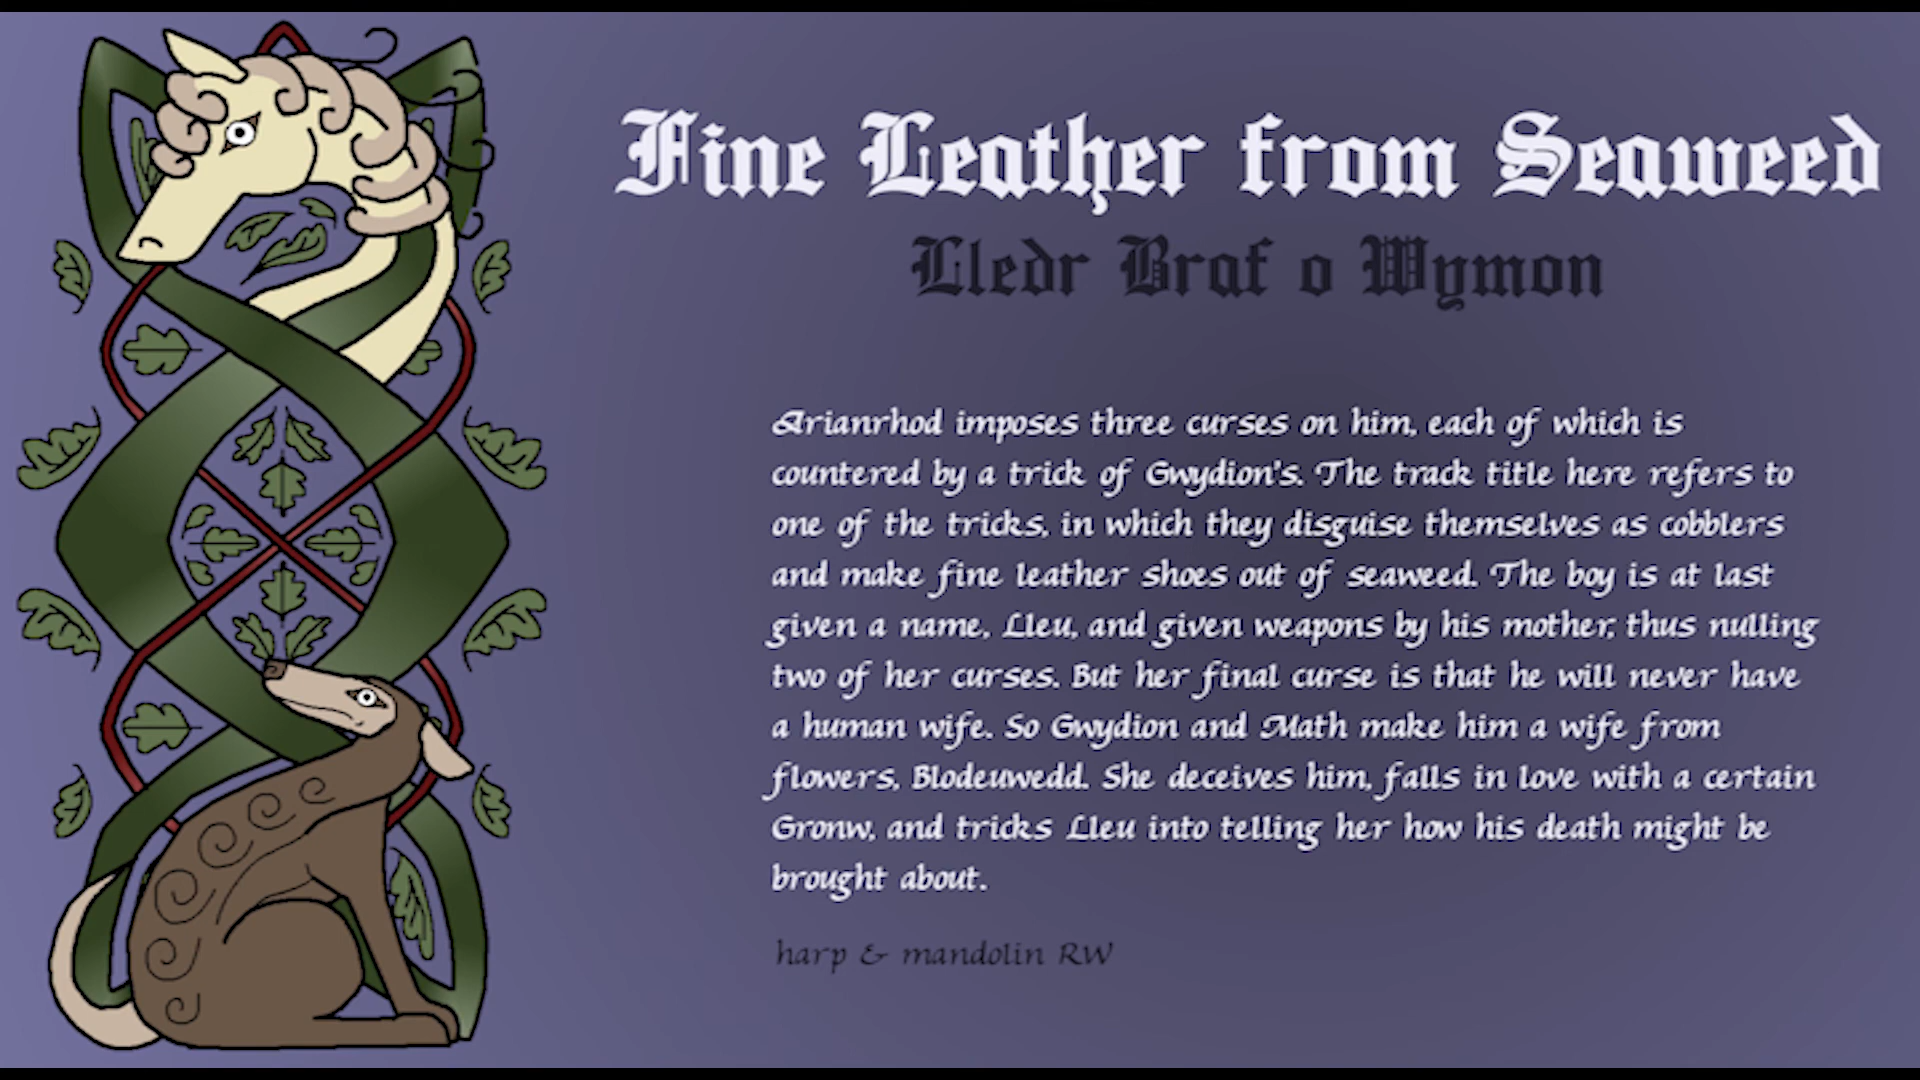 Fine Leather from Seaweed
Lledr Braf o Wymon
Arianrhod imposes three curses on him, each of which is
countered by a trick of Gwydion's. The track title here refers to
one of the tricks, in which they disguise themselves as cobblers
and make fine leather shoes out of seaweed. The boy is at last
given a name, Lleu, and given weapons by his mother, thus nulling
two of her curses. But her final curse is that he will never have
a human wife. So Gwydion and Math make him a wife from
flowers, Blodeuwedd. She deceives him, falls in love with a certain
Gronw, and tricks Lleu into telling her how his death might be
brought about.
harp & mandolin RW